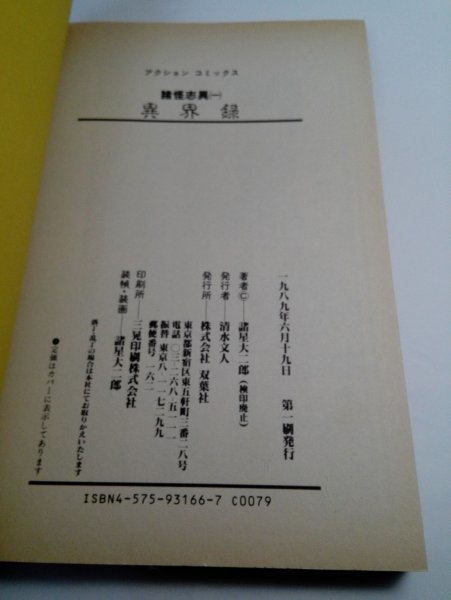 アクション コミックス
諸怪志異㈠
異界録
一九八九年六月十九日　第一刷発行
著者©——諸星大二郎(検印廃止)
発行者——清水文人
発行所——株式会社 双葉社
東京都新宿区東五軒町三番二八号
電話 〇三-二六八-五一一一
振替 東京八-一一七二九九
郵便番号 一六二
印刷所——三晃印刷株式会社
装幀・装画——諸星大二郎
落丁・乱丁の場合は本社にてお取りかえいたします
●定価はカバーに表示してあります
ISBN4-575-93166-7 C0079